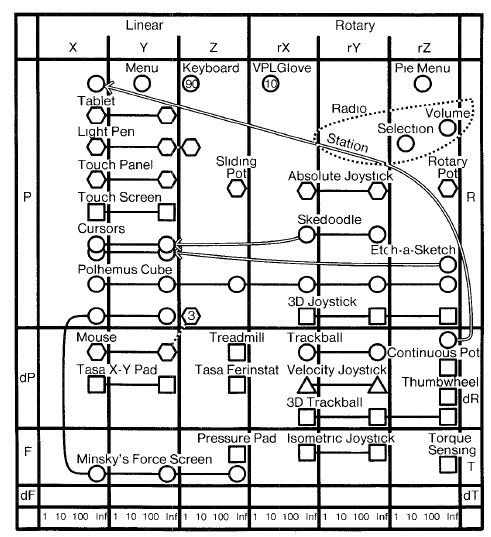 Linear Rotary
X Y Z rX rY rZ
Menu Keyboard VPLGlove Pie Menu
90 10
Tablet Radio Volume
Light Pen Station Selection
Touch Panel Sliding Pot Absolute Joystick Rotary Pot
P R
Touch Screen Skedoodle
Cursors Etch-a-Sketch
Polhemus Cube
3D Joystick
3
Mouse Treadmill Trackball Continuous Pot
Tasa X-Y Pad Tasa Ferinstat Velocity Joystick Thumbwheel
dP dR
3D Trackball
Pressure Pad Isometric Joystick Torque Sensing
F T
Minsky's Force Screen
dF dT
1 10 100 Inf 1 10 100 Inf 1 10 100 Inf 1 10 100 Inf 1 10 100 Inf 1 10 100 Inf